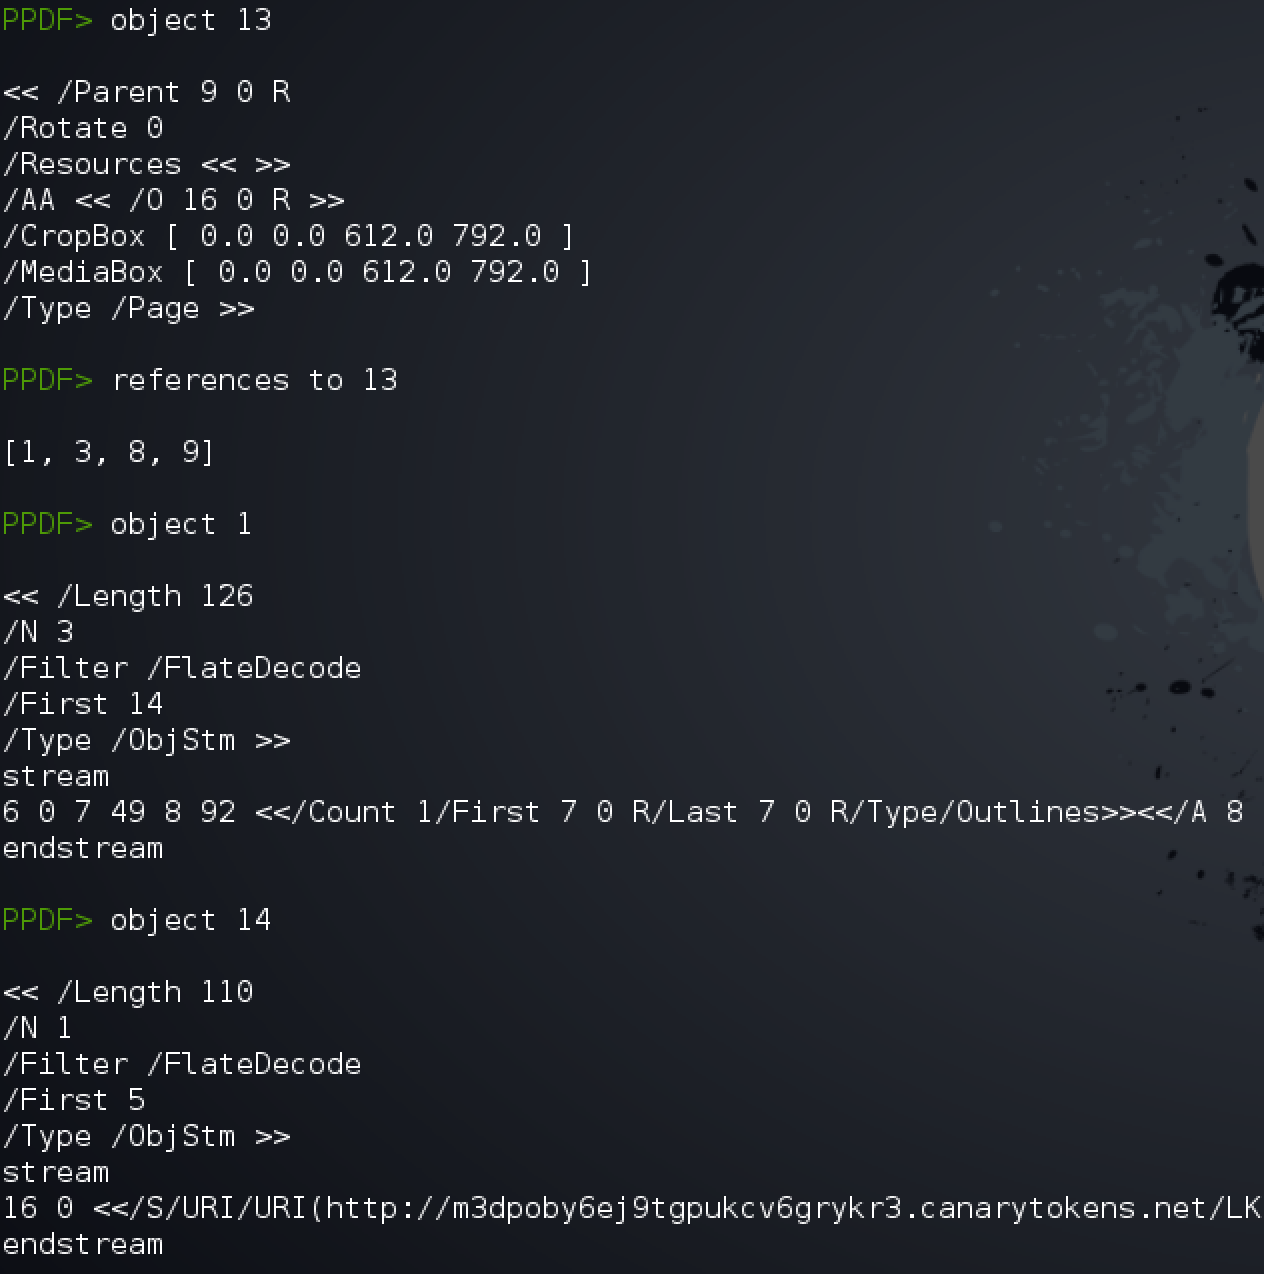 PPDF> object 13
<< /Parent 9 0 R
/Rotate 0
/Resources << >>
/AA << /O 16 0 R >>
/CropBox [ 0.0 0.0 612.0 792.0 ]
/MediaBox [ 0.0 0.0 612.0 792.0 ]
/Type /Page >>
PPDF> references to 13
[1, 3, 8, 9]
PPDF> object 1
<< /Length 126
/N 3
/Filter /FlateDecode
/First 14
/Type /ObjStm >>
stream
6 0 7 49 8 92 <</Count 1/First 7 0 R/Last 7 0 R/Type/Outlines>><</A 8
endstream
PPDF> object 14
<< /Length 110
/N 1
/Filter /FlateDecode
/First 5
/Type /ObjStm >>
stream
16 0 <</S/URI/URI(http://m3dpoby6ej9tgpukcv6grykr3.canarytokens.net/LK
endstream